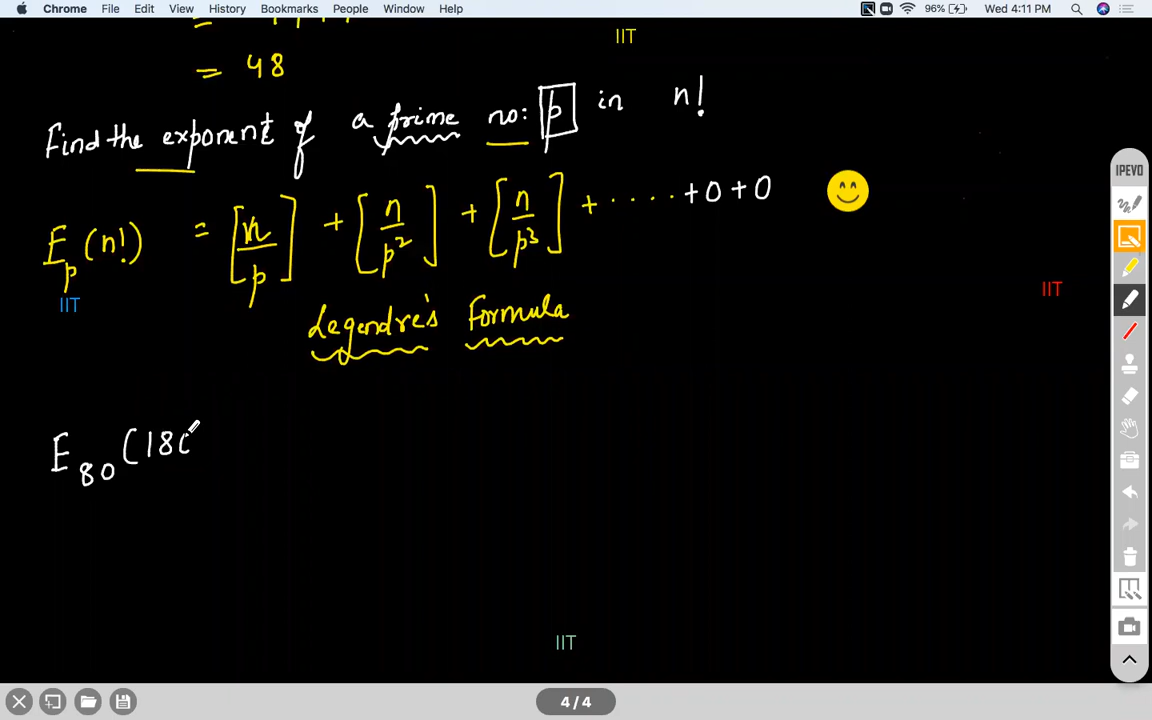 Chrome File Edit View History Bookmarks People Window Help 96% Wed 4:11 PM
IIT
= 48
Find the exponent of a prime no: p in n!
E_p (n!) = [n/p] + [n/p²] + [n/p³] + ..... + 0 + 0
IIT
IIT
Legendre's Formula
E_80 (180
IIT
4/4
IPEVO